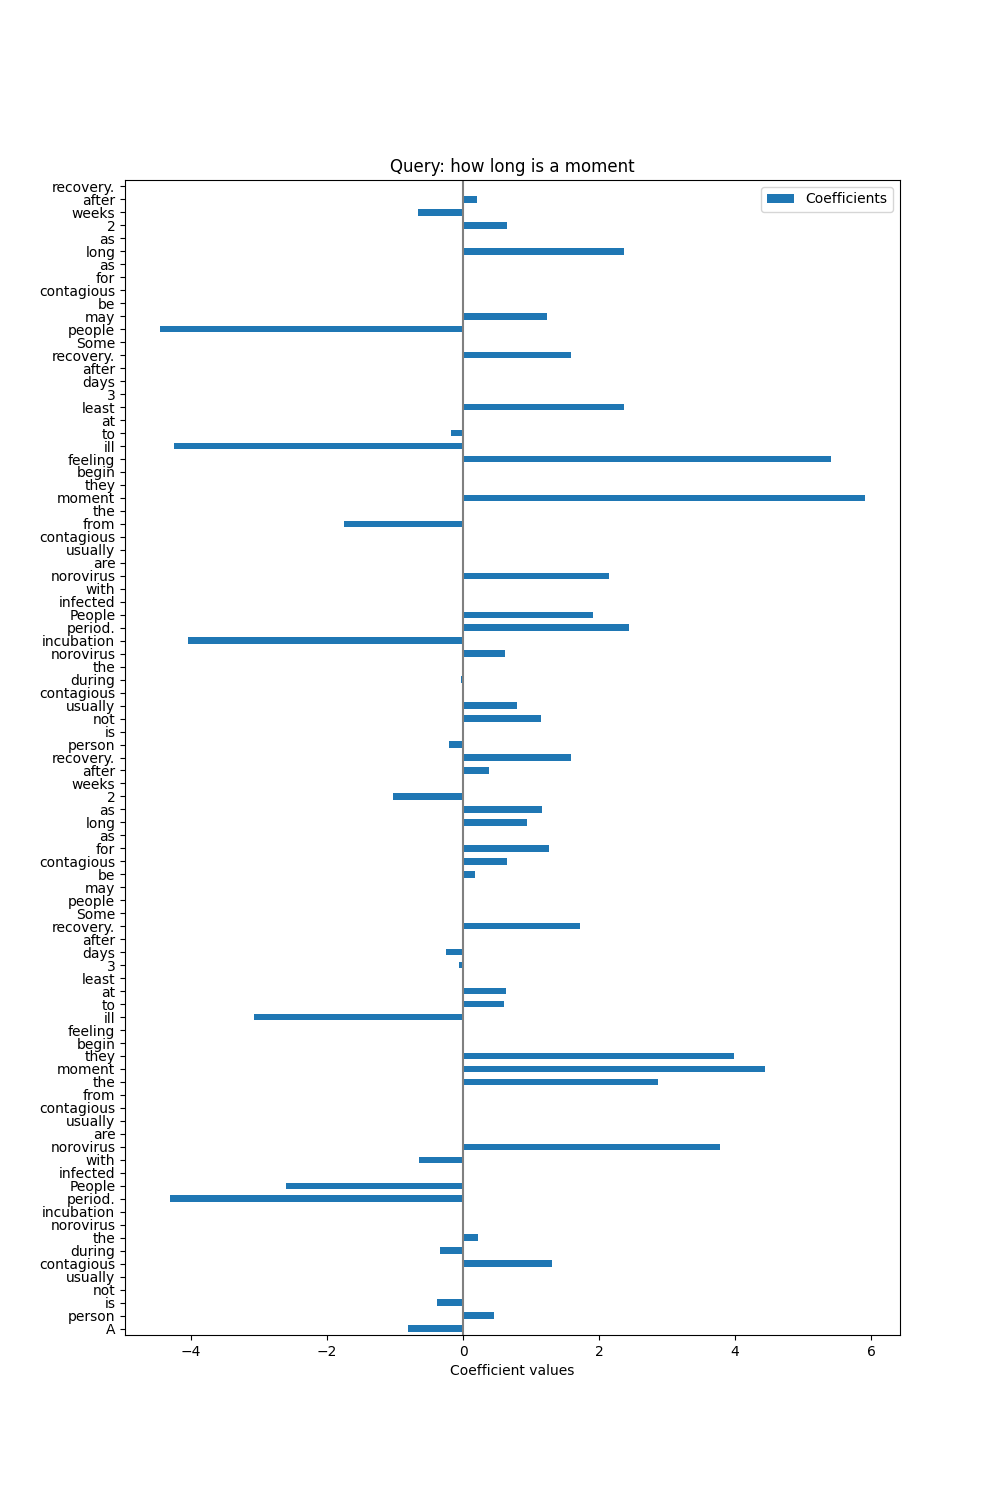 Query: how long is a moment
Coefficients
recovery.
after
weeks
2
as
long
as
for
contagious
be
may
people
Some
recovery.
after
days
3
least
at
to
ill
feeling
begin
they
moment
the
from
contagious
usually
are
norovirus
with
infected
People
period.
incubation
norovirus
the
during
contagious
usually
not
is
person
recovery.
after
weeks
2
as
long
as
for
contagious
be
may
people
Some
recovery.
after
days
3
least
at
to
ill
feeling
begin
they
moment
the
from
contagious
usually
are
norovirus
with
infected
People
period.
incubation
norovirus
the
during
contagious
usually
not
is
person
A
−4 −2 0 2 4 6
Coefficient values